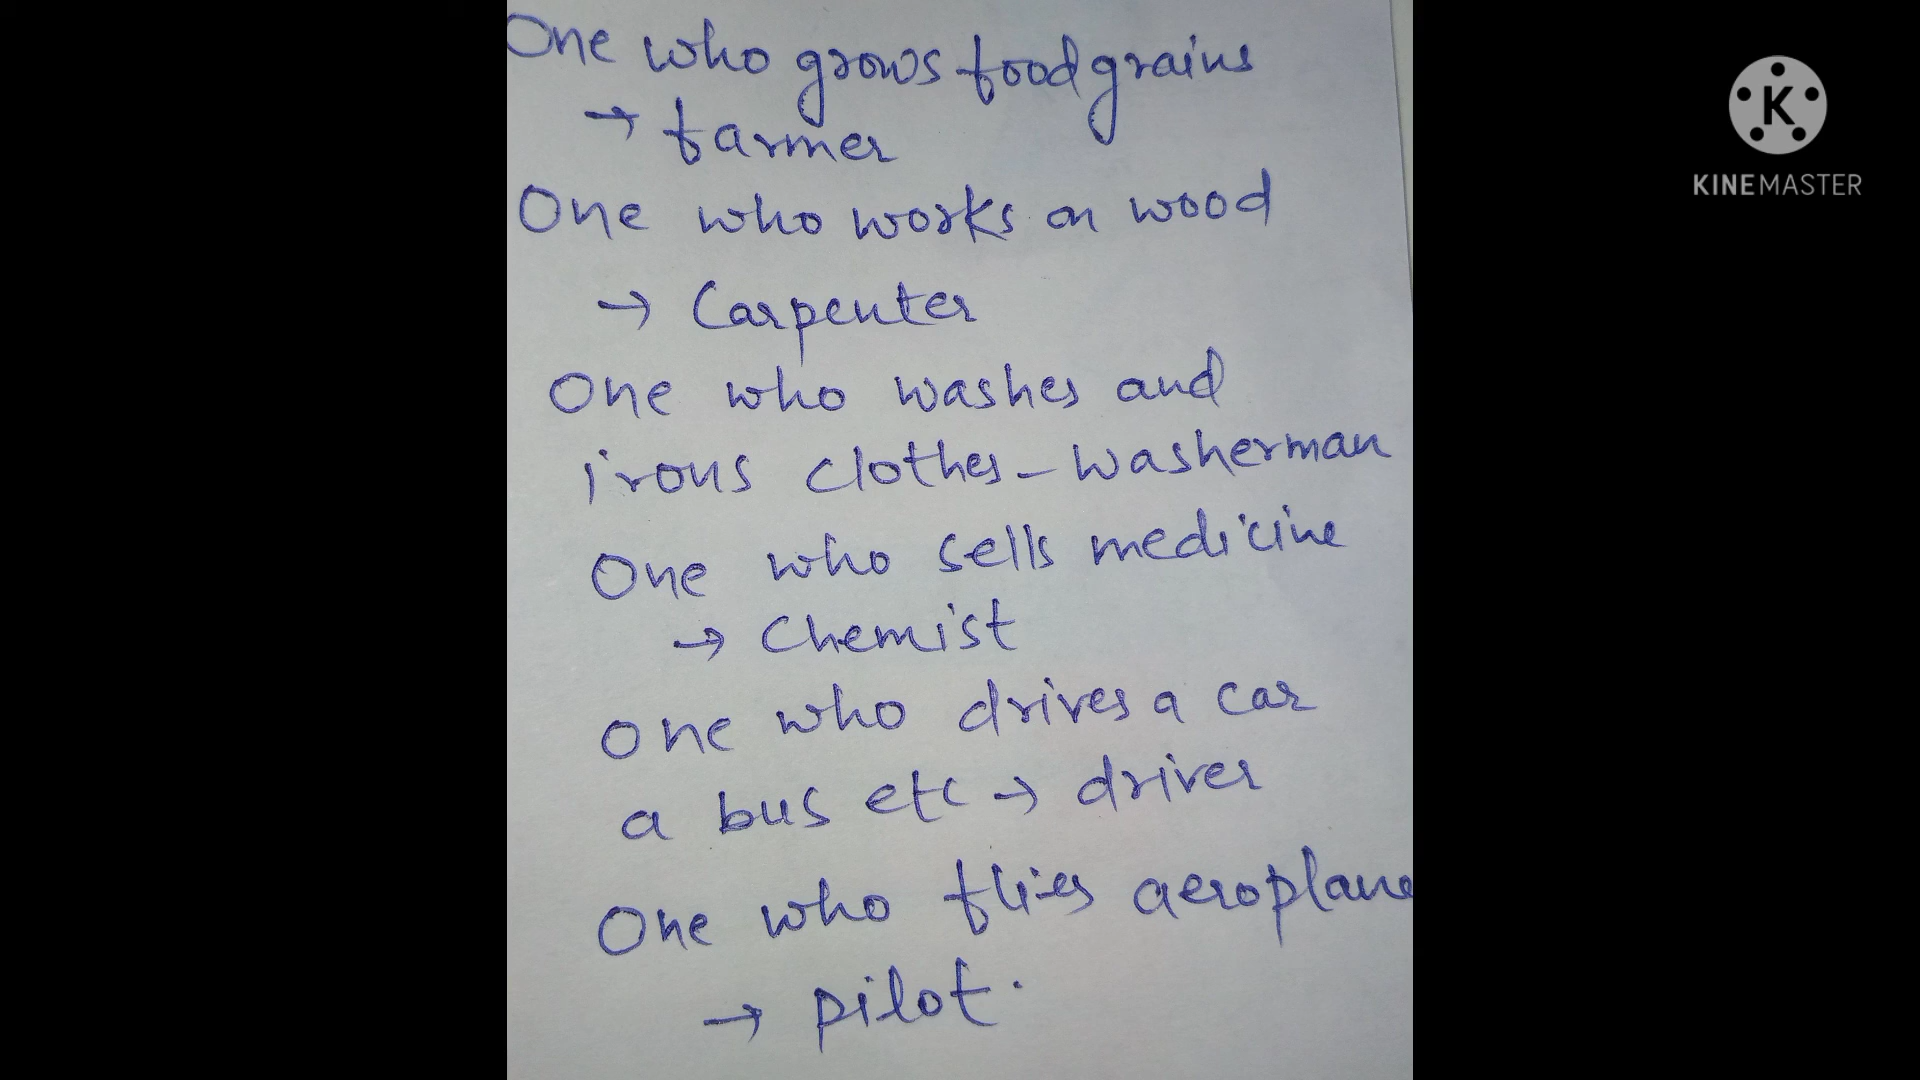 One who grows foodgrains
→ farmer
One who works on wood
→ Carpenter
One who washes and
irons clothes - washerman
One who sells medicine
→ Chemist
One who drives a car
a bus etc → driver
One who flies aeroplane
→ pilot.
KINEMASTER